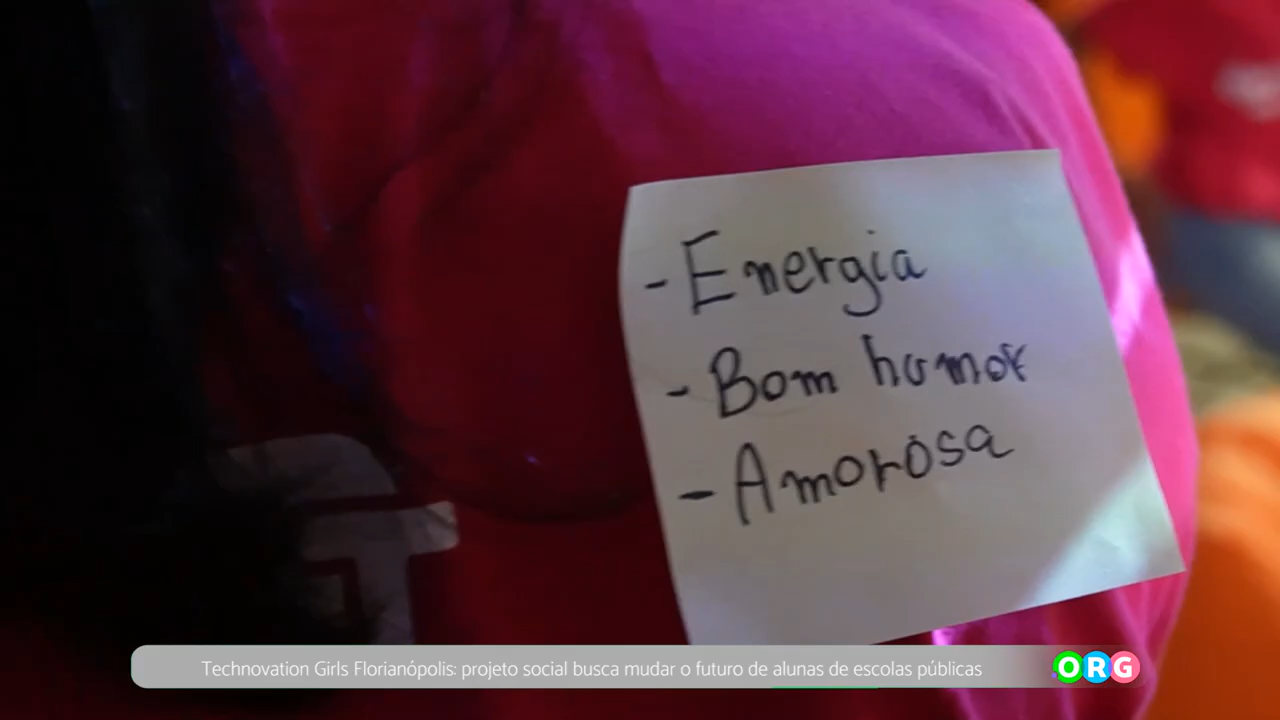 - Energia
- Bom humor
- Amorosa
Technovation Girls Florianópolis: projeto social busca mudar o futuro de alunas de escolas públicas
.ORG